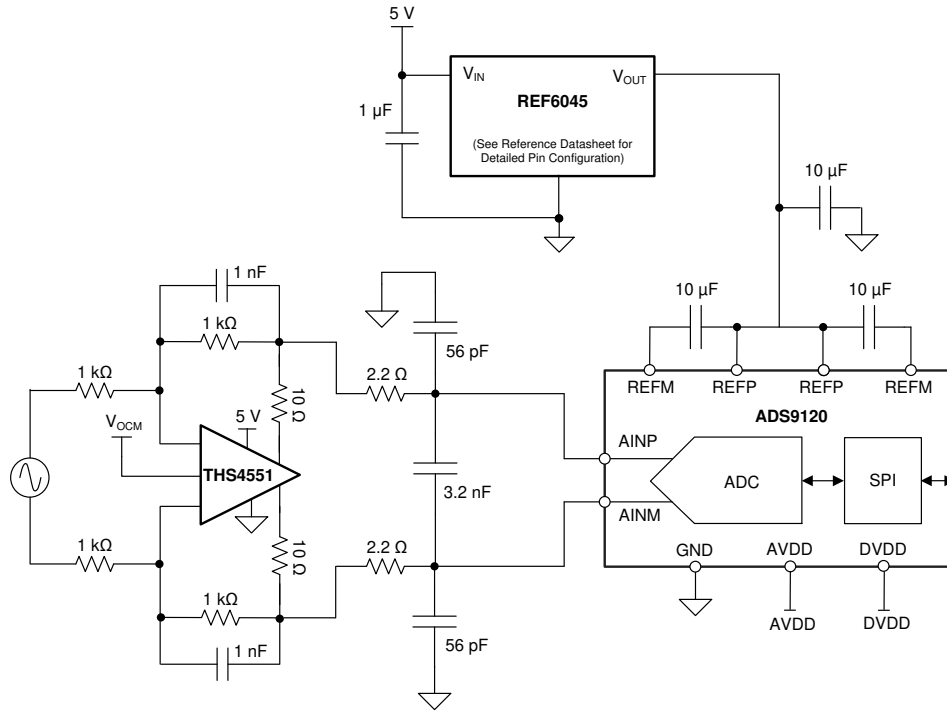 5 V
V_IN
V_OUT
REF6045
1 µF
(See Reference Datasheet for
Detailed Pin Configuration)
10 µF
1 nF
1 kΩ
56 pF
10 µF
10 µF
1 kΩ
2.2 Ω
10 Ω
REFM
REFP
REFP
REFM
V_OCM
5 V
ADS9120
AINP
THS4551
3.2 nF
ADC
SPI
AINM
1 kΩ
10 Ω
2.2 Ω
GND
AVDD
DVDD
1 kΩ
1 nF
56 pF
AVDD
DVDD